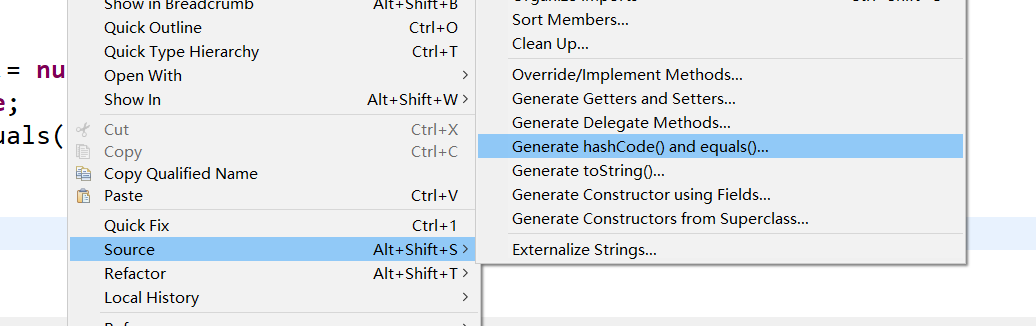 = nu
e;
uals(
Show in Breadcrumb Alt+Shift+B
Quick Outline Ctrl+O
Quick Type Hierarchy Ctrl+T
Open With >
Show In Alt+Shift+W >
Cut Ctrl+X
Copy Ctrl+C
Copy Qualified Name
Paste Ctrl+V
Quick Fix Ctrl+1
Source Alt+Shift+S >
Refactor Alt+Shift+T >
Local History >
Sort Members...
Clean Up...
Override/Implement Methods...
Generate Getters and Setters...
Generate Delegate Methods...
Generate hashCode() and equals()...
Generate toString()...
Generate Constructor using Fields...
Generate Constructors from Superclass...
Externalize Strings...